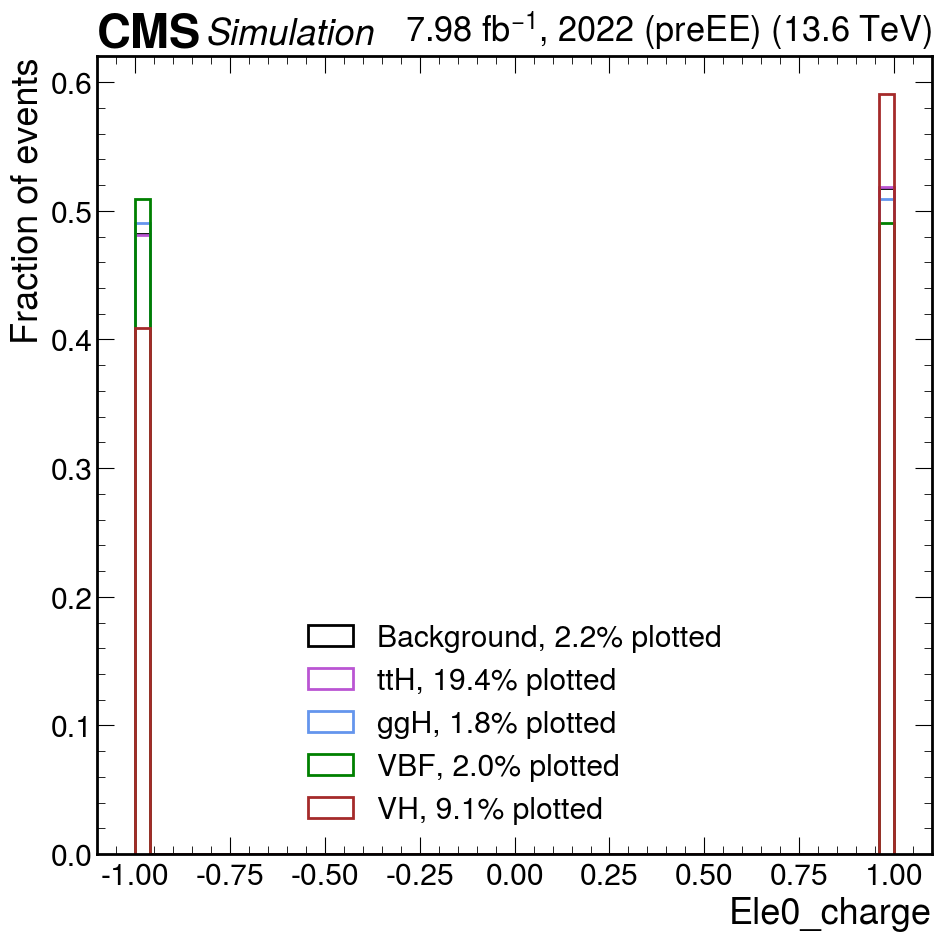 CMS Simulation 7.98 fb⁻¹, 2022 (preEE) (13.6 TeV)
Fraction of events
0.6
0.5
0.4
0.3
0.2
0.1
0.0
Background, 2.2% plotted
ttH, 19.4% plotted
ggH, 1.8% plotted
VBF, 2.0% plotted
VH, 9.1% plotted
-1.00 -0.75 -0.50 -0.25 0.00 0.25 0.50 0.75 1.00
Ele0_charge